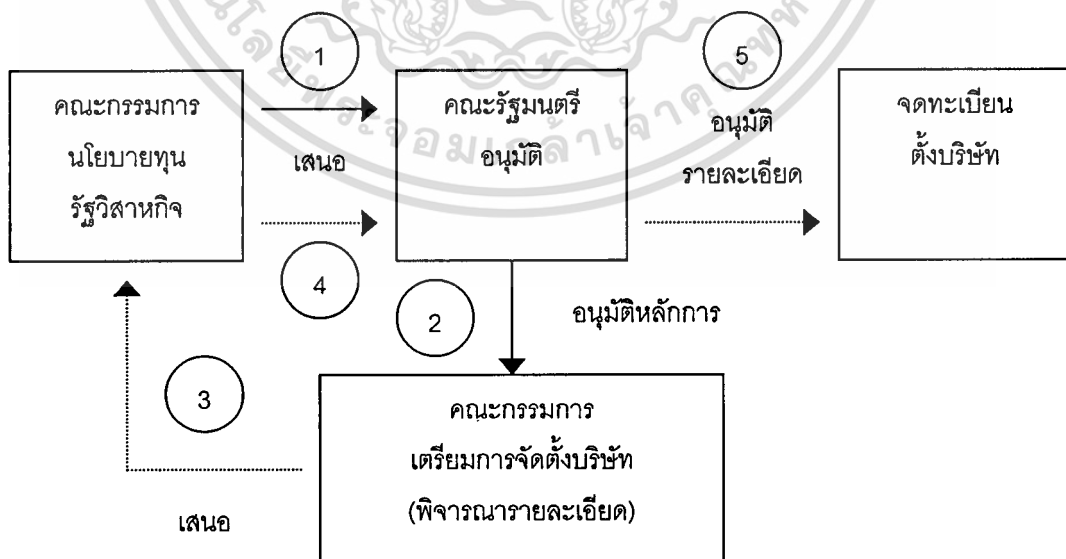 1
5
คณะกรรมการ
นโยบายทุน
รัฐวิสาหกิจ
เสนอ
คณะรัฐมนตรี
อนุมัติ
อนุมัติ
รายละเอียด
จดทะเบียน
ตั้งบริษัท
4
2
อนุมัติหลักการ
3
คณะกรรมการ
เตรียมการจัดตั้งบริษัท
(พิจารณารายละเอียด)
เสนอ